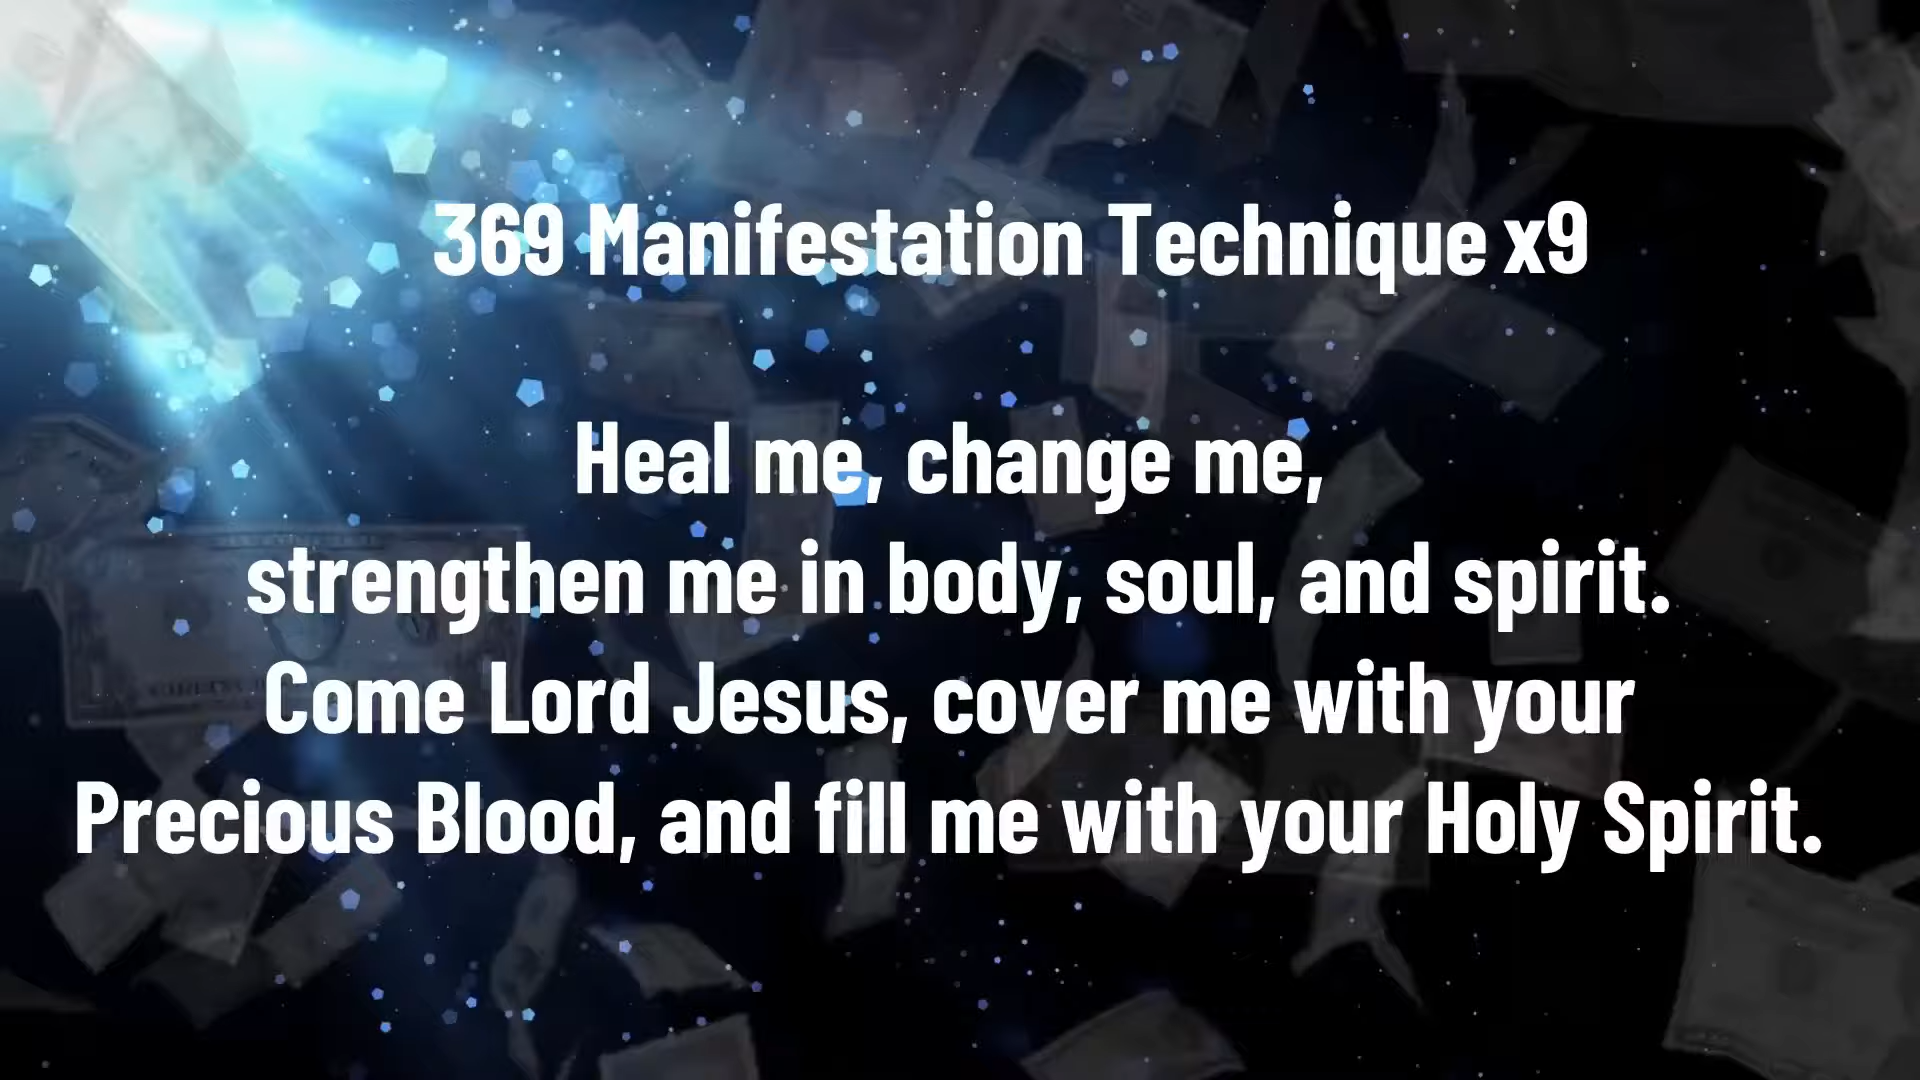 369 Manifestation Technique x9
Heal me, change me,
strengthen me in body, soul, and spirit.
Come Lord Jesus, cover me with your
Precious Blood, and fill me with your Holy Spirit.